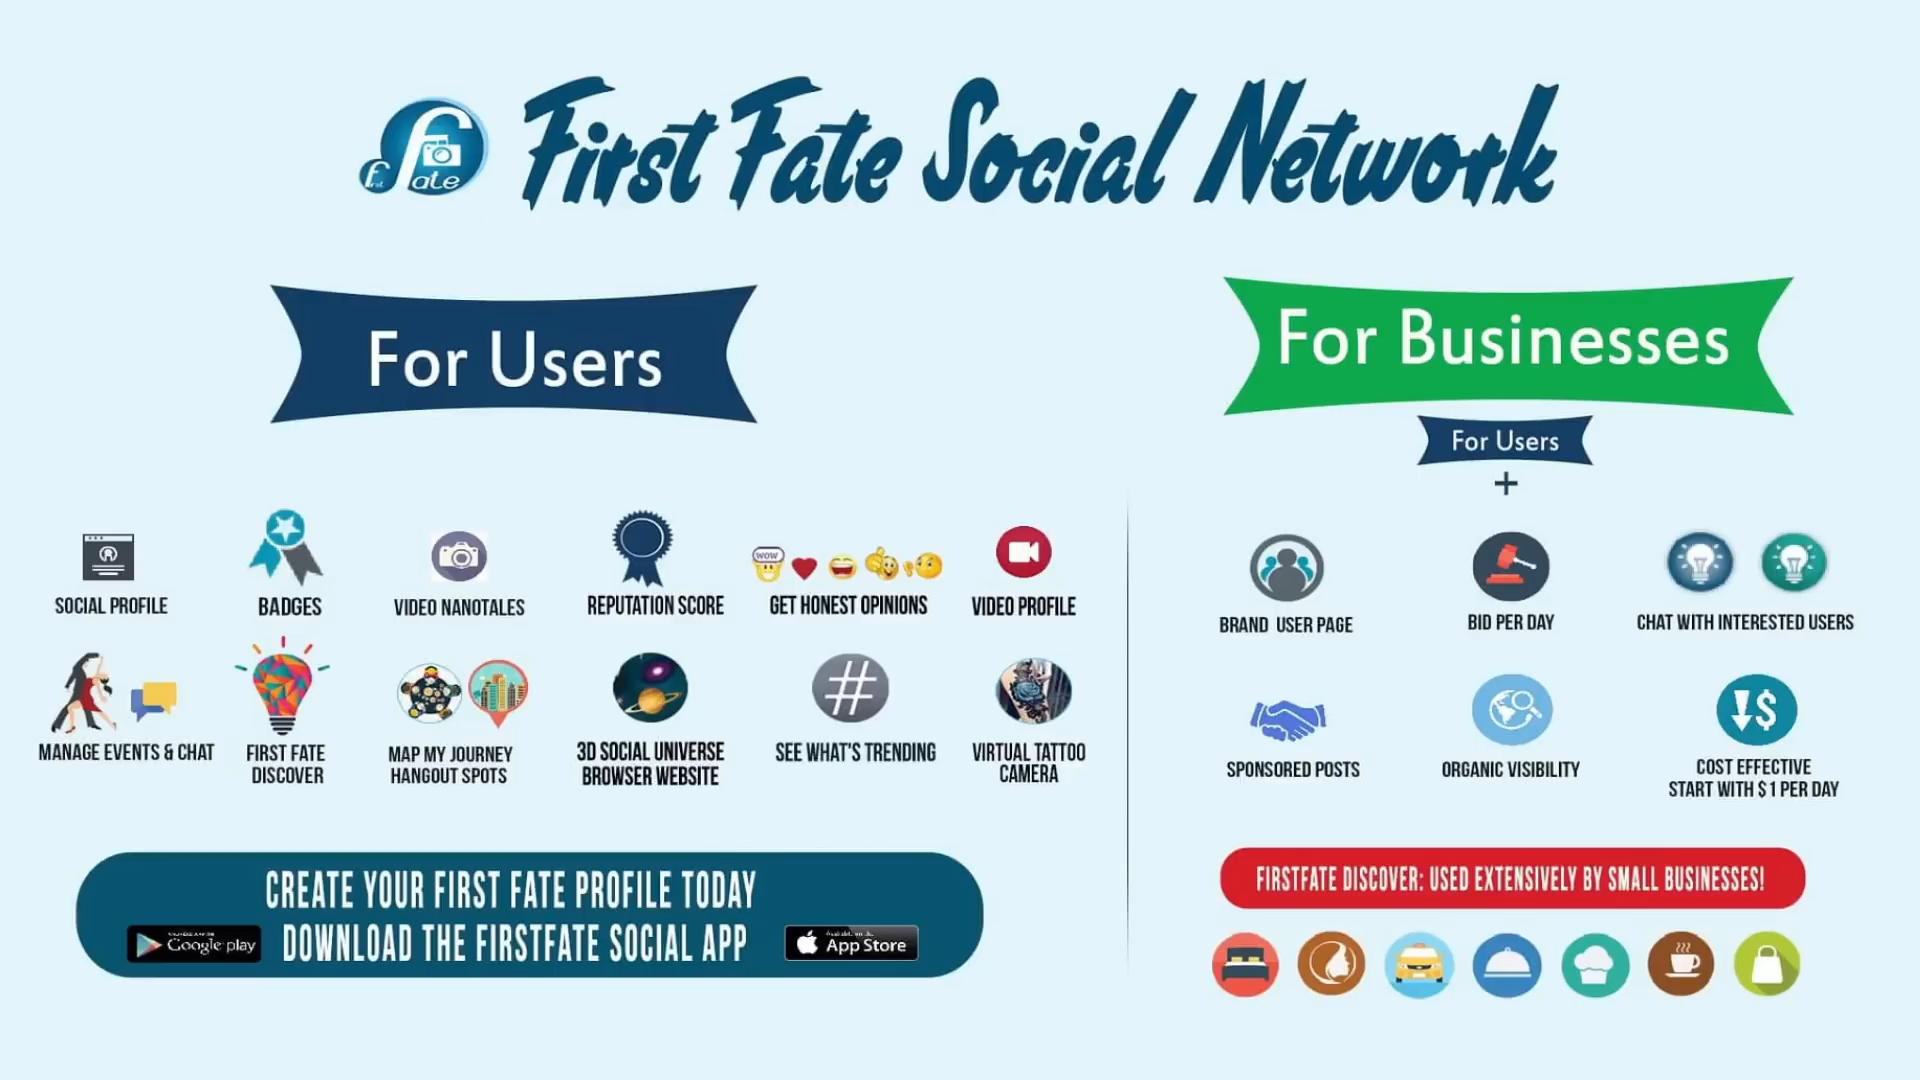 First ate
First Fate Social Network
For Users
SOCIAL PROFILE
BADGES
VIDEO NANOTALES
REPUTATION SCORE
WOW
GET HONEST OPINIONS
VIDEO PROFILE
MANAGE EVENTS & CHAT
FIRST FATE
DISCOVER
MAP MY JOURNEY
HANGOUT SPOTS
3D SOCIAL UNIVERSE
BROWSER WEBSITE
#
SEE WHAT'S TRENDING
VIRTUAL TATTOO
CAMERA
CREATE YOUR FIRST FATE PROFILE TODAY
Google play
DOWNLOAD THE FIRSTFATE SOCIAL APP
App Store
For Businesses
For Users
+
BRAND USER PAGE
BID PER DAY
CHAT WITH INTERESTED USERS
SPONSORED POSTS
ORGANIC VISIBILITY
$
COST EFFECTIVE
START WITH $1 PER DAY
FIRSTFATE DISCOVER: USED EXTENSIVELY BY SMALL BUSINESSES!